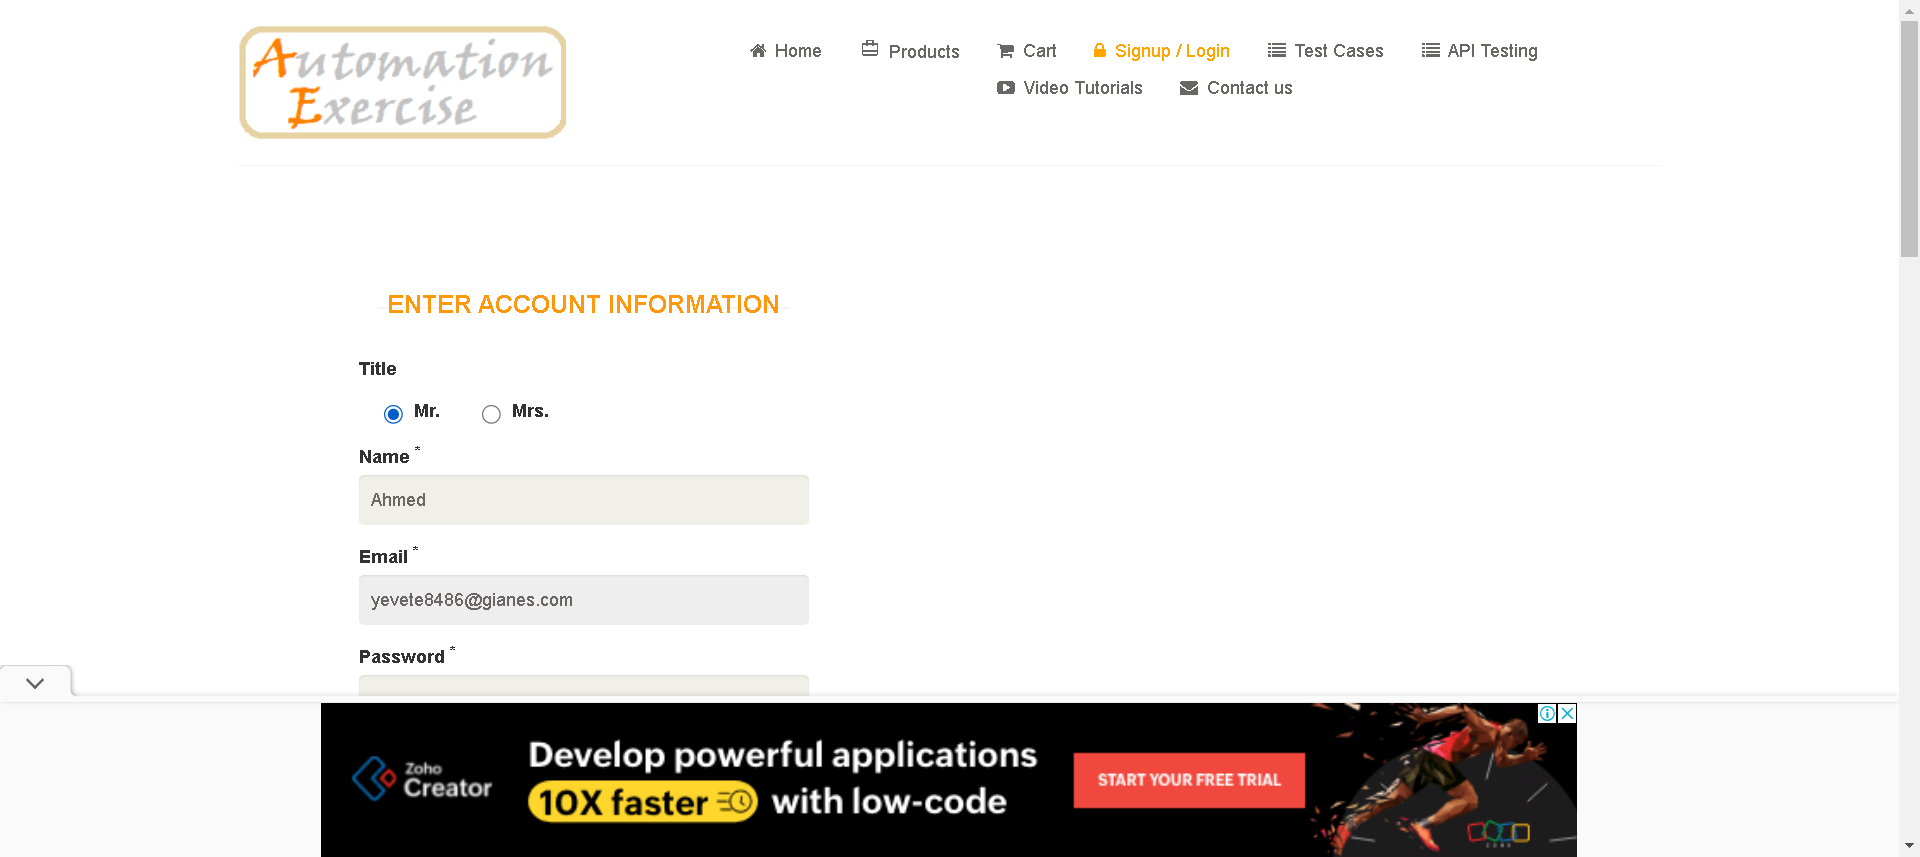 Automation
Exercise
Home
Products
Cart
Signup / Login
Test Cases
API Testing
Video Tutorials
Contact us
ENTER ACCOUNT INFORMATION
Title
Mr.
Mrs.
Name *
Ahmed
Email *
yevete8486@gianes.com
Password *
Zoho
Creator
Develop powerful applications
10X faster with low-code
START YOUR FREE TRIAL